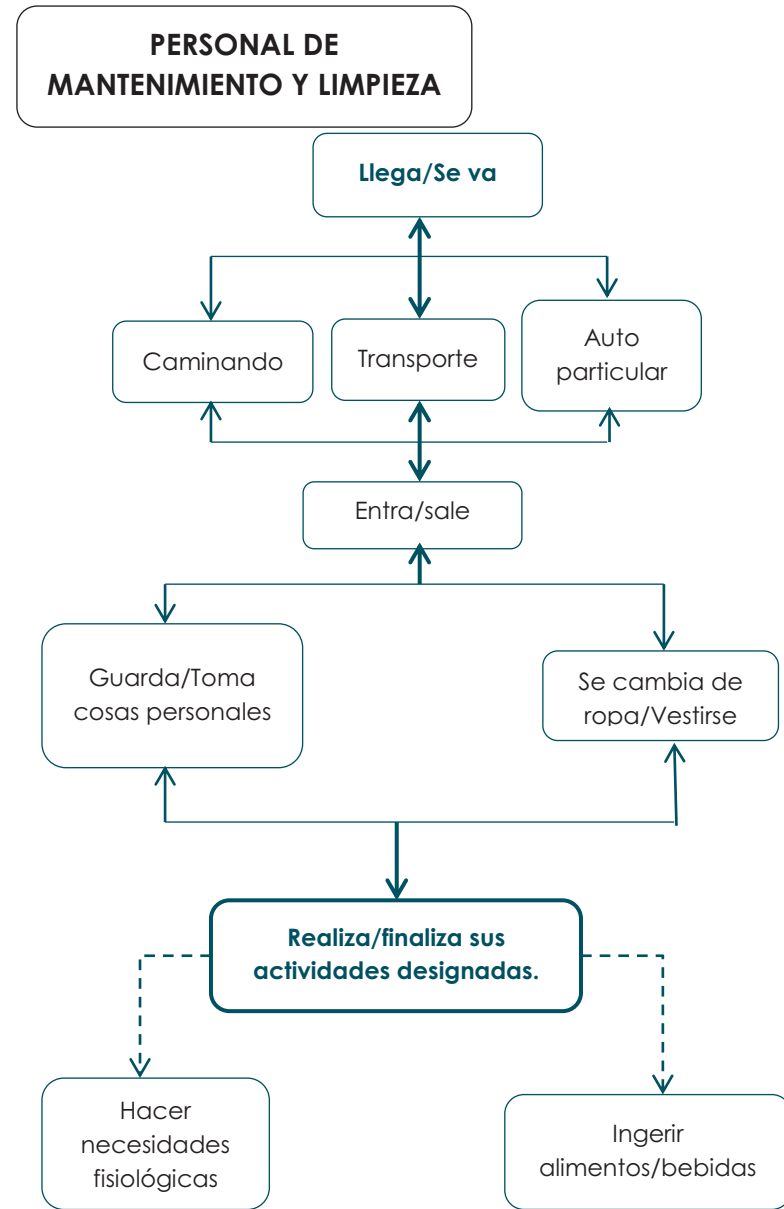 PERSONAL DE
MANTENIMIENTO Y LIMPIEZA
Llega/Se va
Caminando
Transporte
Auto
particular
Entra/sale
Guarda/Toma
cosas personales
Se cambia de
ropa/Vestirse
Realiza/finaliza sus
actividades designadas.
Hacer
necesidades
fisiológicas
Ingerir
alimentos/bebidas